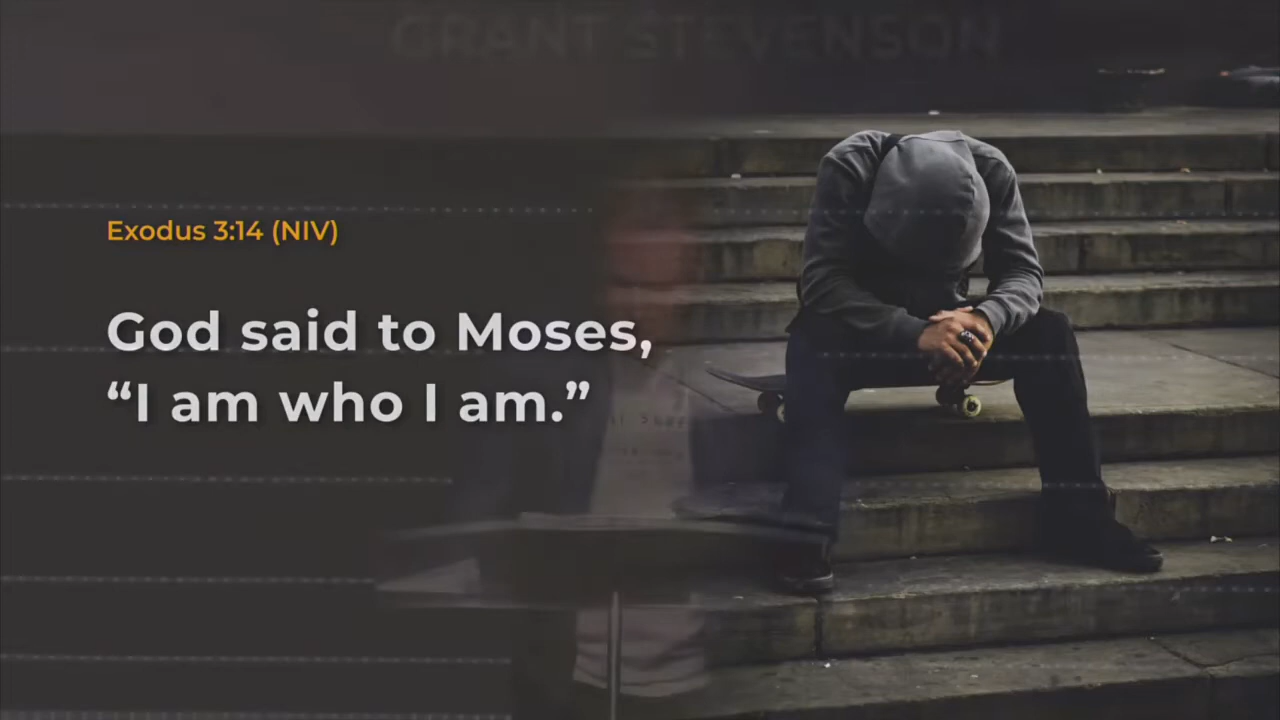 GRANT STEVENSON
Exodus 3:14 (NIV)
God said to Moses,
“I am who I am.”